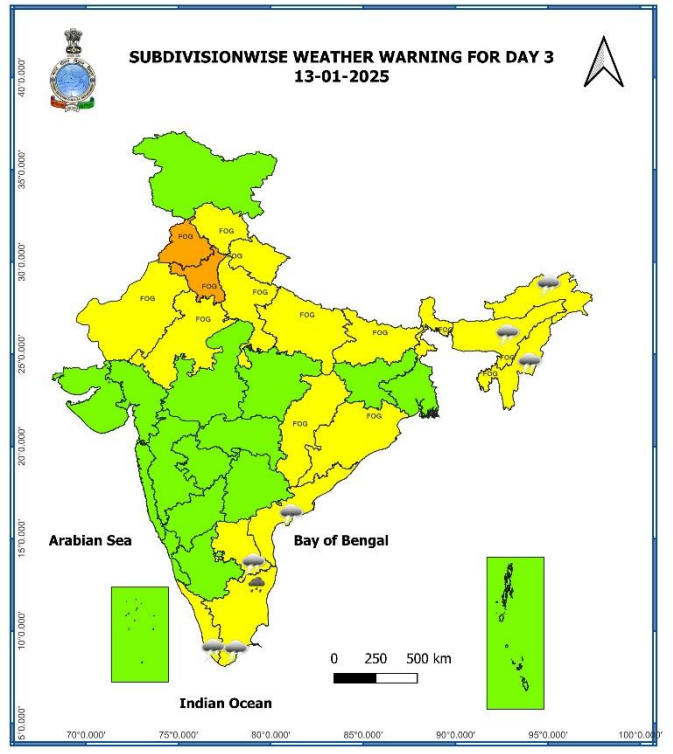 SUBDIVISIONWISE WEATHER WARNING FOR DAY 3
13-01-2025
40°0.000'
35°0.000'
30°0.000'
25°0.000'
20°0.000'
15°0.000'
10°0.000'
5°0.000'
FOG
FOG
FOG
FOG
FOG
FOG
FOG
FOG
FOG
FOG
FOG
FOG
FOG
FOG
Arabian Sea
Bay of Bengal
0 250 500 km
Indian Ocean
70°0.000'
75°0.000'
80°0.000'
85°0.000'
90°0.000'
95°0.000'
100°0.000'